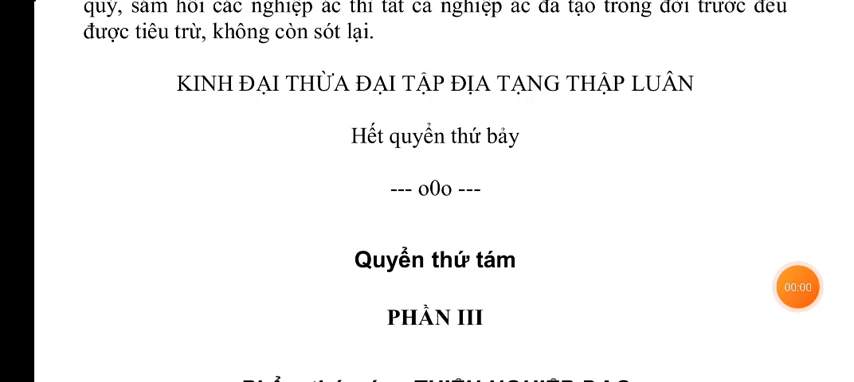 quy, sám hối các nghiệp ác thì tất cả nghiệp ác đã tạo trong đời trước đều
được tiêu trừ, không còn sót lại.
KINH ĐẠI THỪA ĐẠI TẬP ĐỊA TẠNG THẬP LUÂN
Hết quyển thứ bảy
--- o0o ---
Quyển thứ tám
00:00
PHẦN III